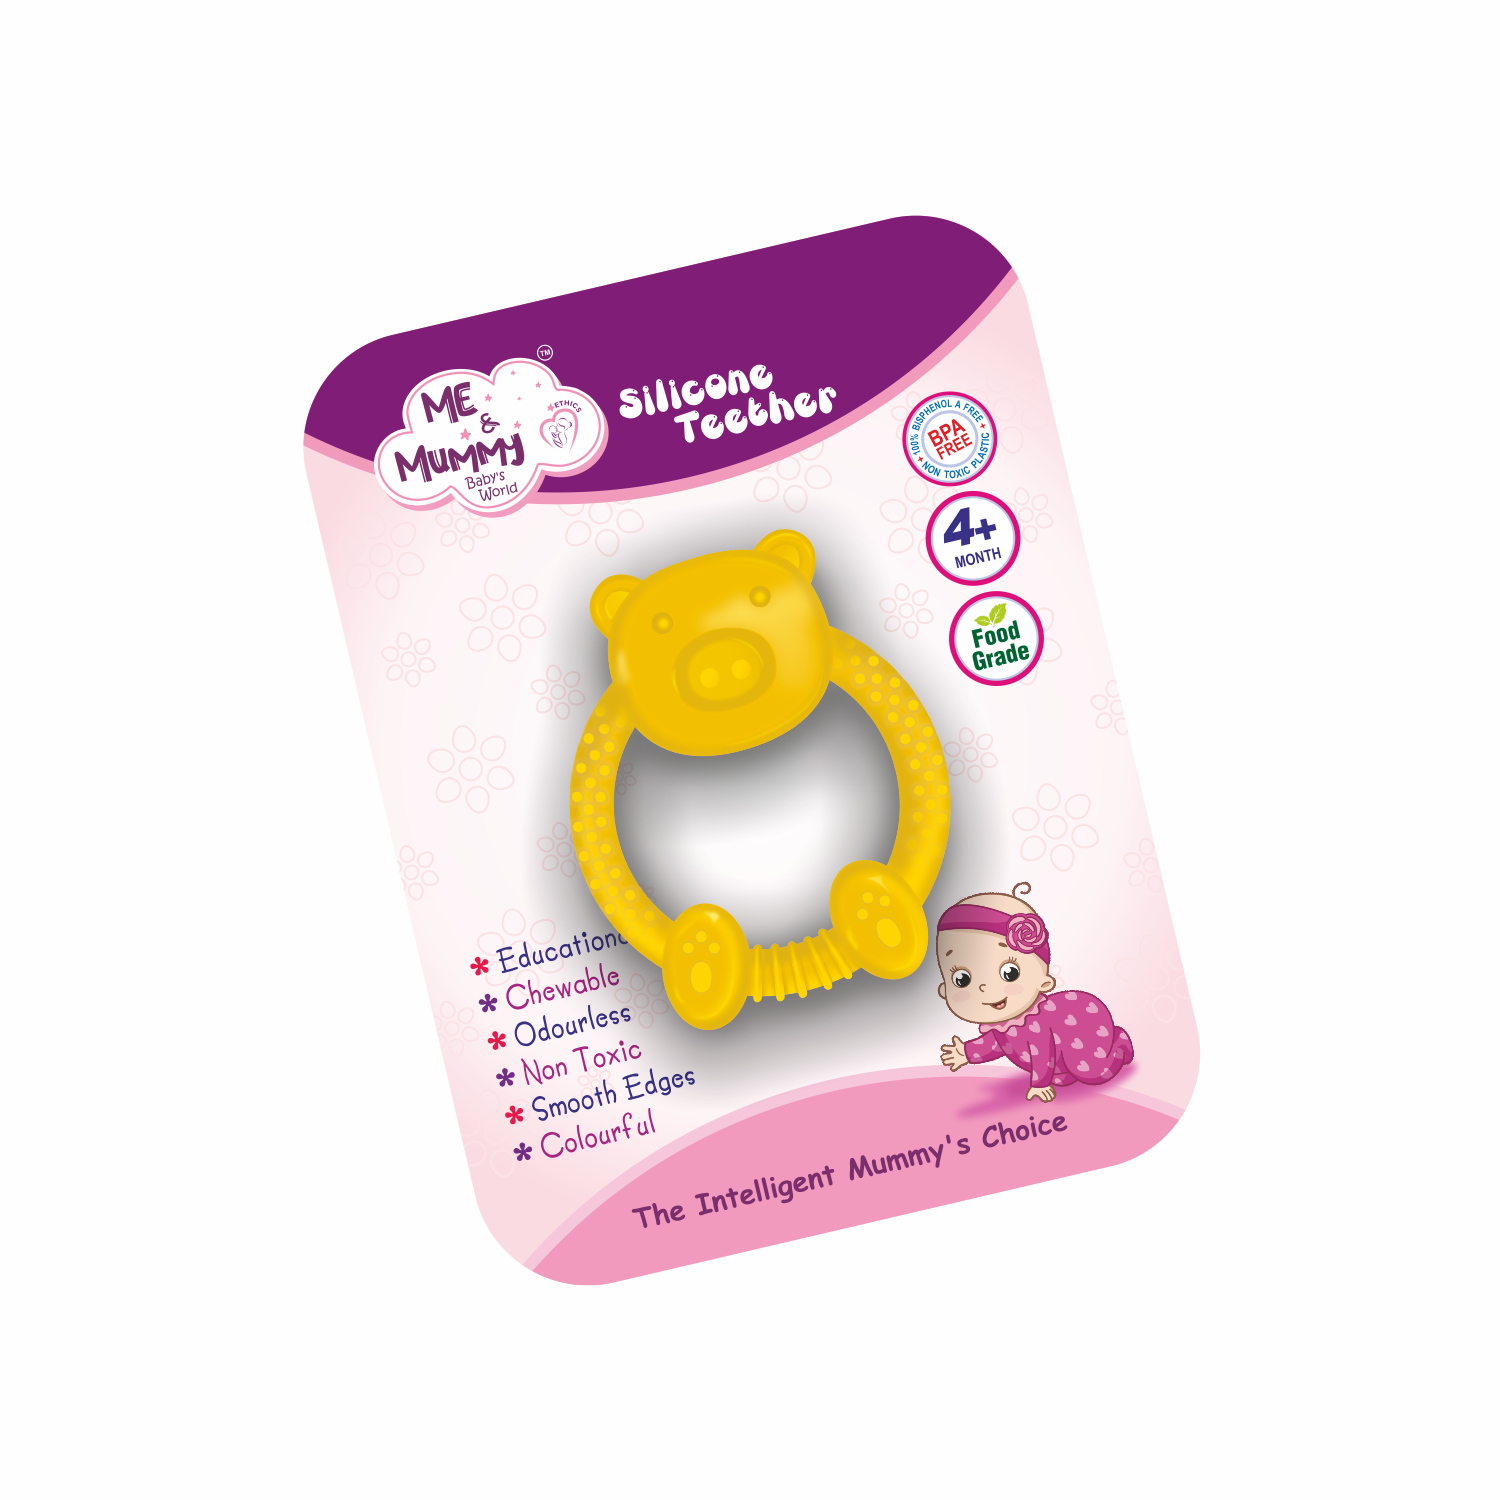 TM
ME
&
MUMMY
Baby's
World
ETHICS
Silicone
Teether
100% BISPHENOL A FREE
BPA
FREE
NON TOXIC PLASTIC
4+
MONTH
Food
Grade
* Educationa
* Chewable
* Odourless
* Non Toxic
* Smooth Edges
* Colourful
The Intelligent Mummy's Choice